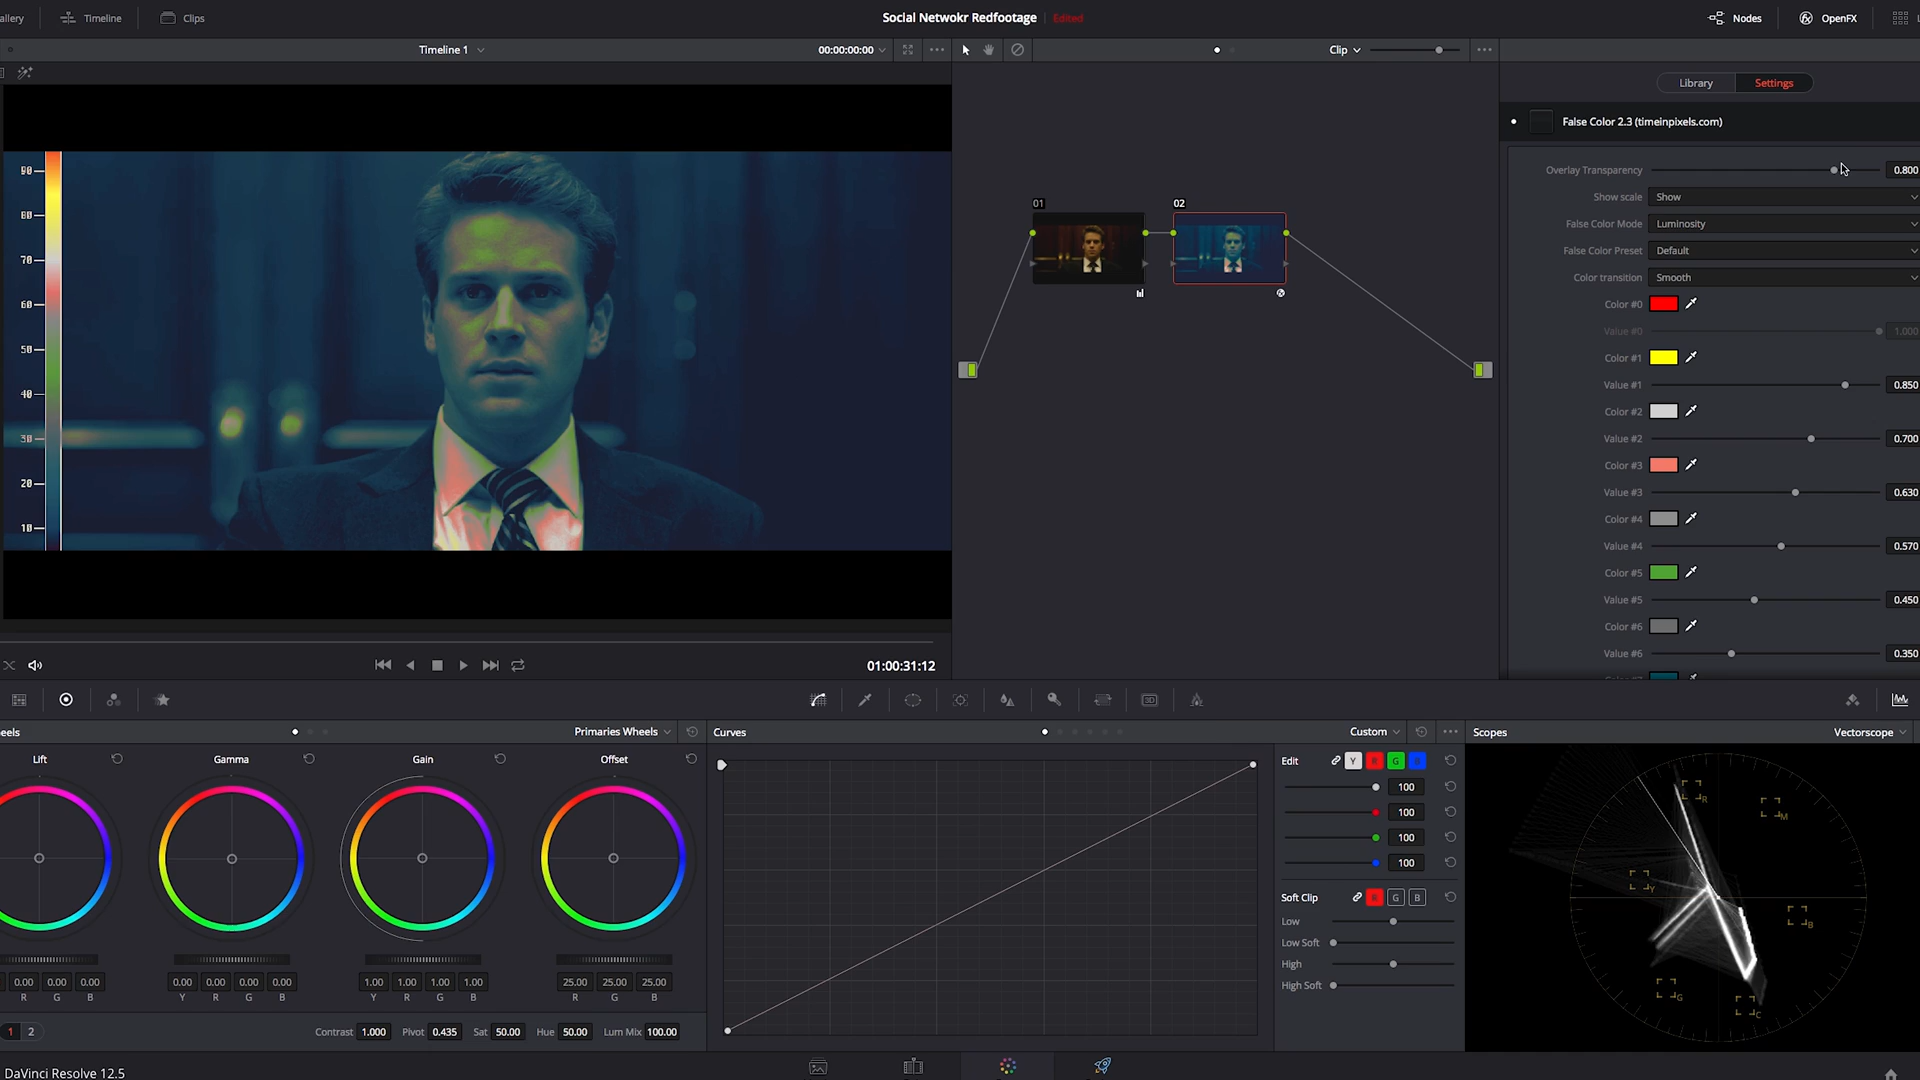 allery
Timeline
Clips
Social Netwokr Redfootage
Edited
Nodes
OpenFX
Timeline 1
00:00:00:00
Clip
Library
Settings
False Color 2.3 (timeinpixels.com)
Overlay Transparency
0.800
Show scale
Show
False Color Mode
Luminosity
False Color Preset
Default
Color transition
Smooth
Color #0
Value #0
1.000
Color #1
Value #1
0.850
Color #2
Value #2
0.700
Color #3
Value #3
0.630
Color #4
Value #4
0.570
Color #5
Value #5
0.450
Color #6
Value #6
0.350
01
02
90
80
70
60
50
40
30
20
10
01:00:31:12
eels
Primaries Wheels
Lift
Gamma
Gain
Offset
0.00 0.00 0.00
R G B
0.00 0.00 0.00 0.00
Y R G B
1.00 1.00 1.00 1.00
Y R G B
25.00 25.00 25.00
R G B
1 2
Contrast 1.000 Pivot 0.435 Sat 50.00 Hue 50.00 Lum Mix 100.00
Curves
Custom
Edit
Y R G B
100
100
100
100
Soft Clip
R G B
Low
Low Soft
High
High Soft
Scopes
Vectorscope
R
M
Y
B
G
C
3D
DaVinci Resolve 12.5